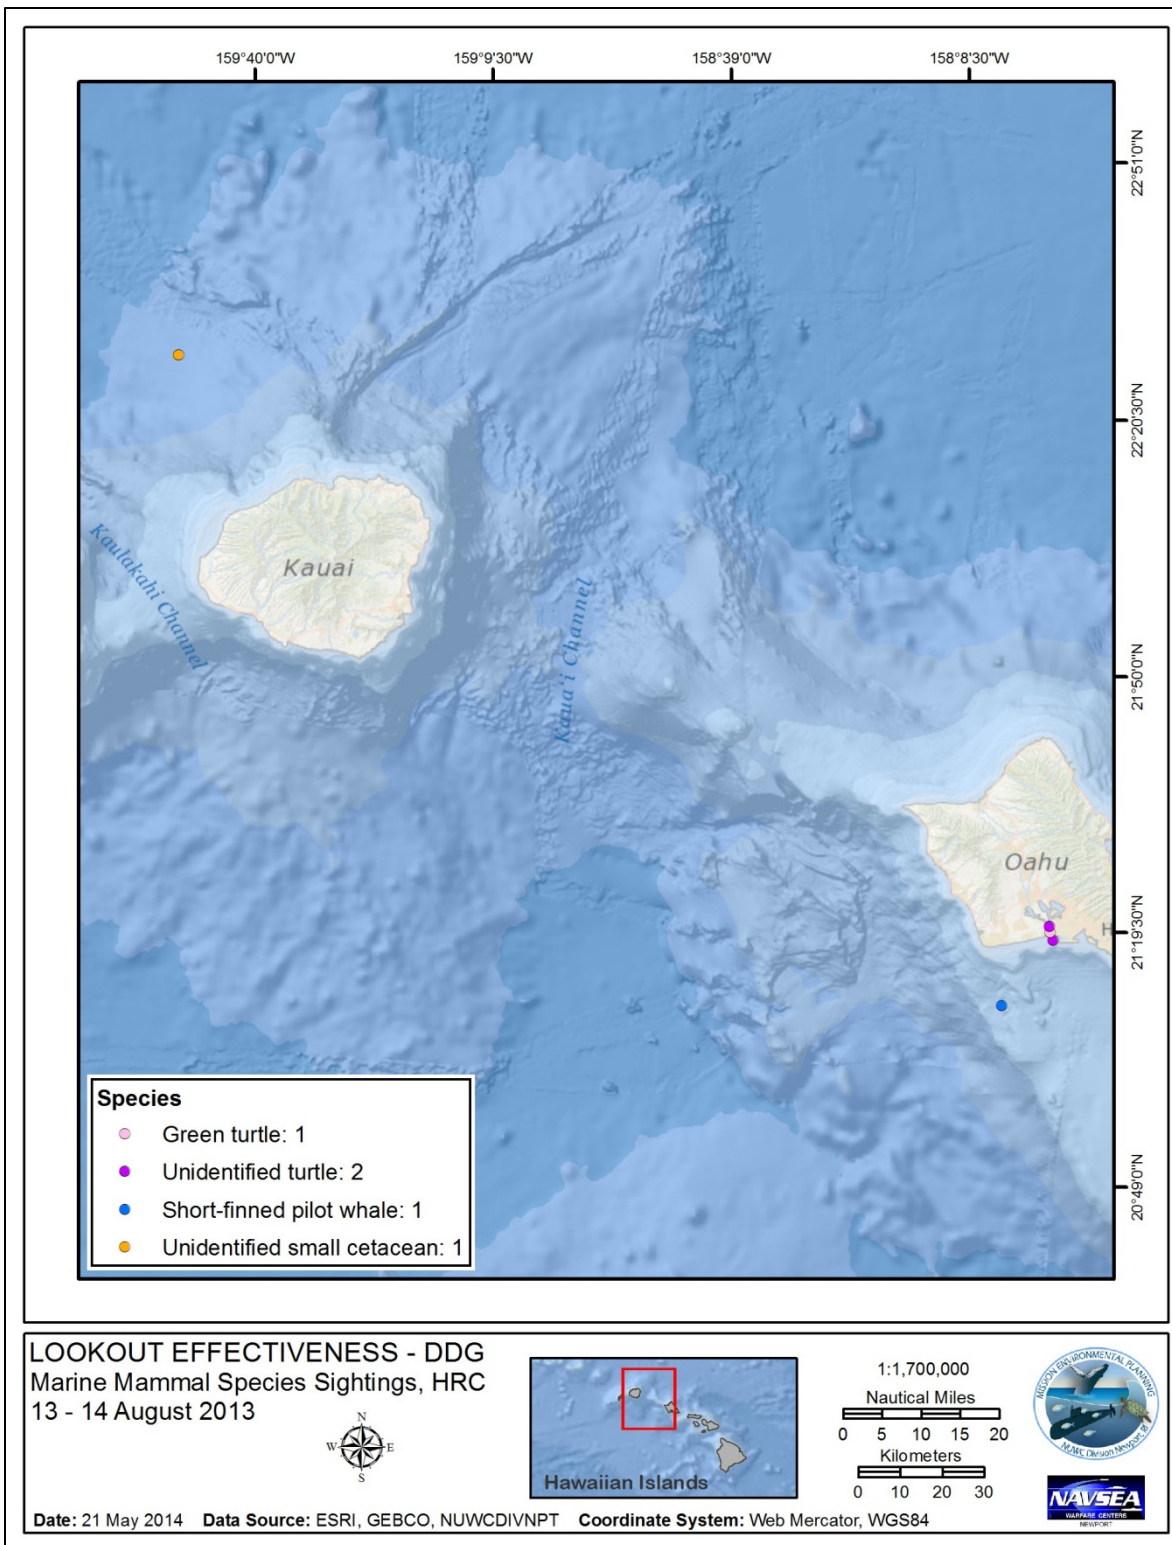 159°40'0"W 159°9'30"W 158°39'0"W 158°8'30"W
22°51'0"N
22°20'30"N
Kaulakahi Channel
Kauai
Kaua'i Channel
21°50'0"N
Oahu
H
21°19'30"N
20°49'0"N
Species
Green turtle: 1
Unidentified turtle: 2
Short-finned pilot whale: 1
Unidentified small cetacean: 1
LOOKOUT EFFECTIVENESS - DDG
Marine Mammal Species Sightings, HRC
13 - 14 August 2013
N
W E
S
Hawaiian Islands
1:1,700,000
Nautical Miles
0 5 10 15 20
Kilometers
0 10 20 30
MISSION ENVIRONMENTAL PLANNING
NUWC Division Newport, RI
NAVSEA
WARFARE CENTERS
NEWPORT
Date: 21 May 2014 Data Source: ESRI, GEBCO, NUWCDIVNPT Coordinate System: Web Mercator, WGS84